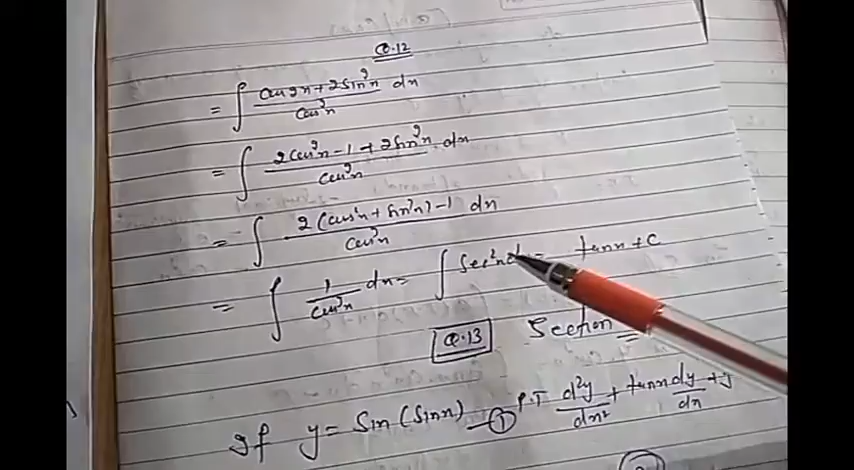 Q.12
= ∫ cos2x + 2sin²x / cos²x dx
= ∫ 2cos²x - 1 + 2sin²x / cos²x dx
= ∫ 2(cos²x + sin²x) - 1 / cos²x dx
= ∫ 1 / cos²x dx = ∫ sec²x d = tanx + c
Q.13 Section
If y = Sin(Sinx) — ① P.T d²y/dx² + tanx dy/dx + y